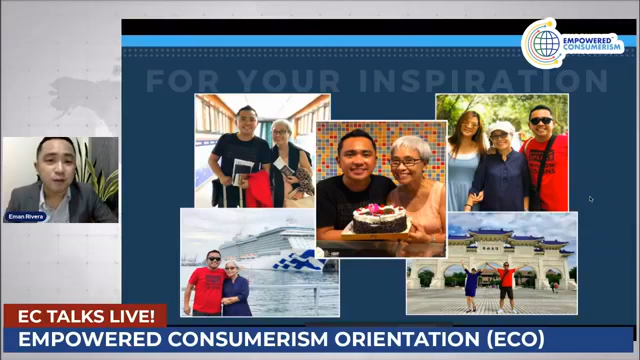 EMPOWERED
CONSUMERISM
FOR YOUR INSPIRATION
Eman Rivera
EC TALKS LIVE!
EMPOWERED CONSUMERISM ORIENTATION (ECO)